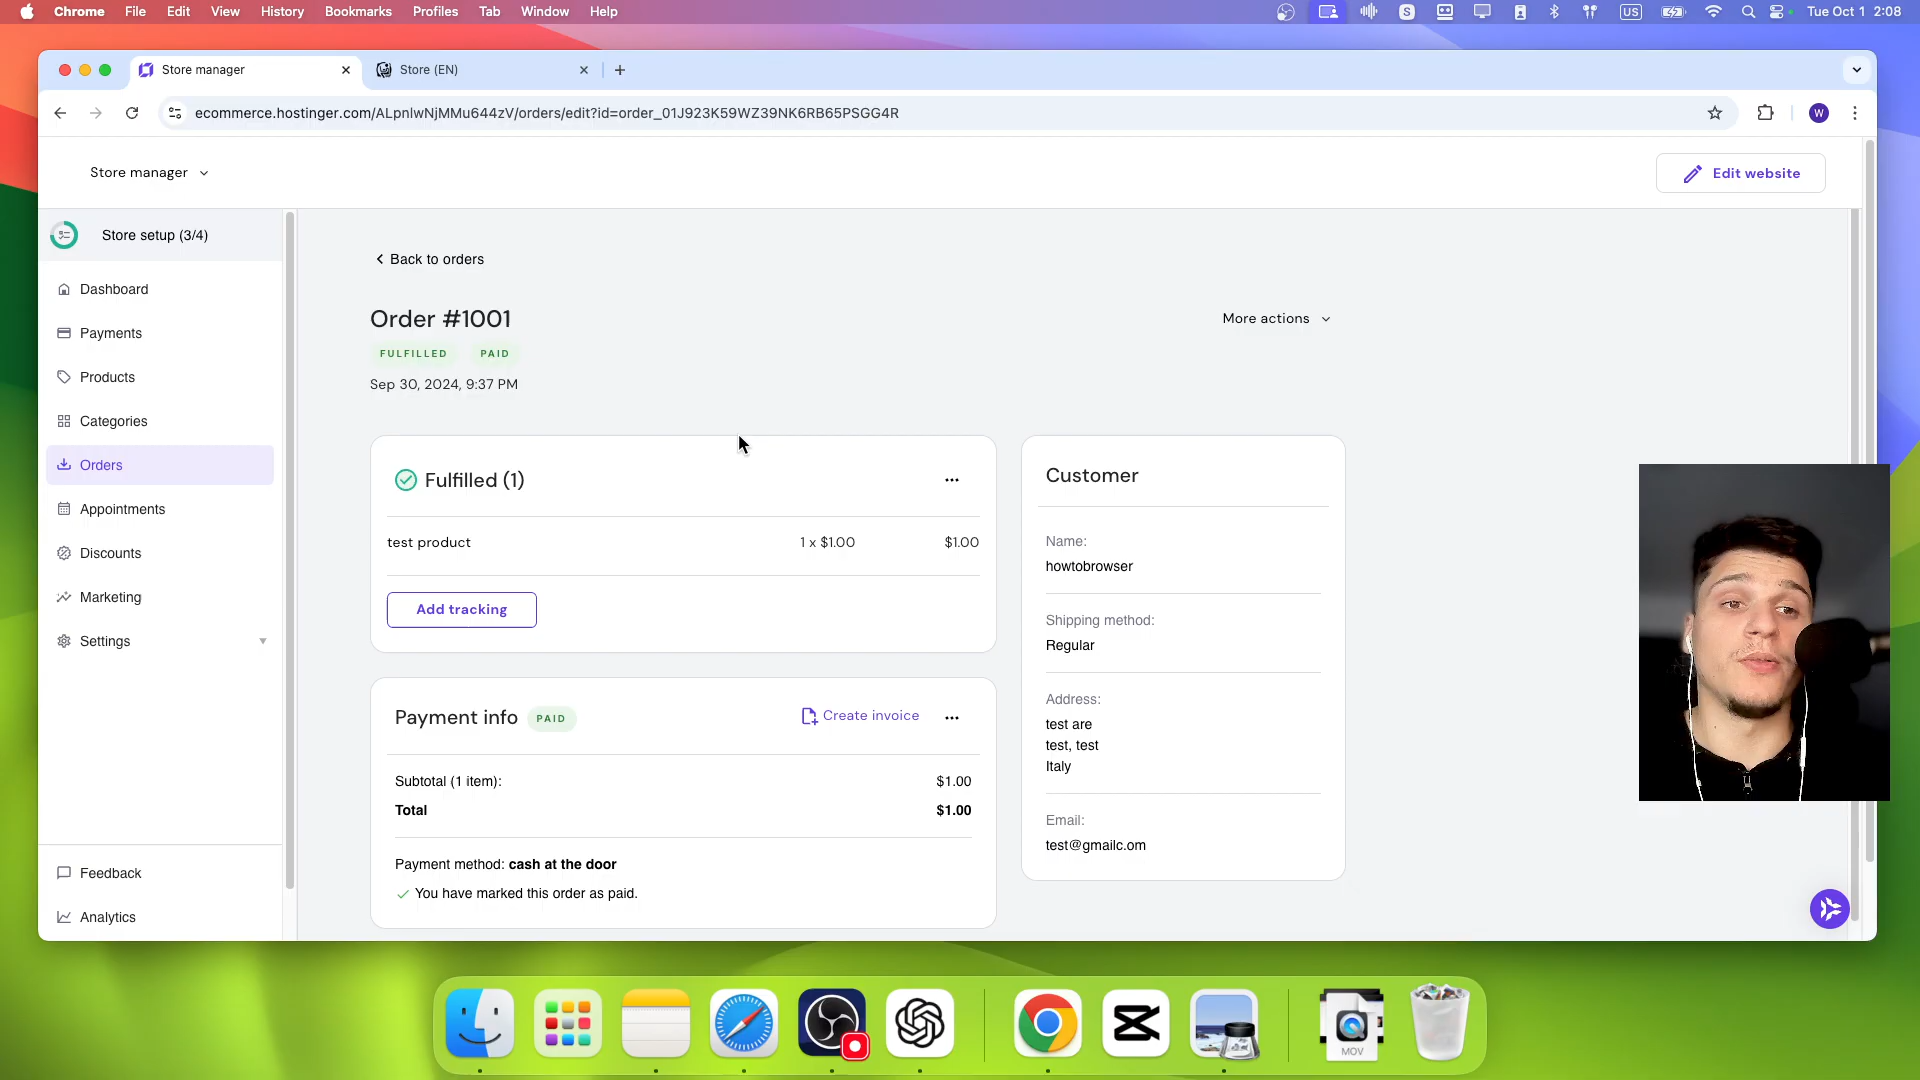 Chrome File Edit View History Bookmarks Profiles Tab Window Help
S
US
Tue Oct 1 2:08
Store manager
Store (EN)
ecommerce.hostinger.com/ALpnlwNjMMu644zV/orders/edit?id=order_01J923K59WZ39NK6RB65PSGG4R
W
Store manager
Edit website
Store setup (3/4)
Dashboard
Payments
Products
Categories
Orders
Appointments
Discounts
Marketing
Settings
Feedback
Analytics
Back to orders
Order #1001
More actions
FULFILLED PAID
Sep 30, 2024, 9:37 PM
Fulfilled (1)
test product 1 x $1.00 $1.00
Add tracking
Payment info PAID
Create invoice
Subtotal (1 item): $1.00
Total $1.00
Payment method: cash at the door
You have marked this order as paid.
Customer
Name:
howtobrowser
Shipping method:
Regular
Address:
test are
test, test
Italy
Email:
test@gmailc.om
MOV